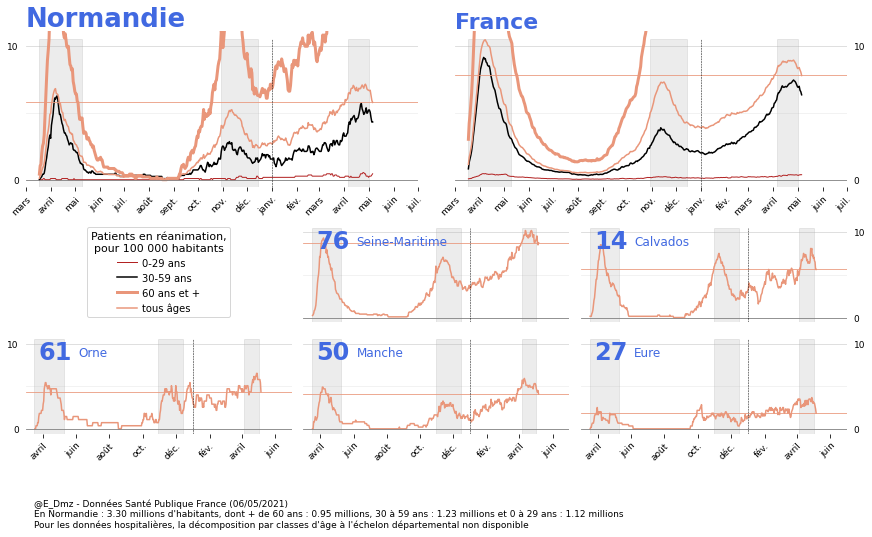 Normandie
France
10
0
mars
avril
mai
juin
juil.
août
sept.
oct.
nov.
déc.
janv.
fév.
mars
avril
mai
juin
juil.
10
0
mars
avril
mai
juin
juil.
août
sept.
oct.
nov.
déc.
janv.
fév.
mars
avril
mai
juin
juil.
Patients en réanimation,
pour 100 000 habitants
0-29 ans
30-59 ans
60 ans et +
tous âges
76 Seine-Maritime
14 Calvados
10
0
61 Orne
50 Manche
27 Eure
10
0
10
0
avril
juin
août
oct.
déc.
fév.
avril
juin
avril
juin
août
oct.
déc.
fév.
avril
juin
avril
juin
août
oct.
déc.
fév.
avril
juin
@E_Dmz - Données Santé Publique France (06/05/2021)
En Normandie : 3.30 millions d'habitants, dont + de 60 ans : 0.95 millions, 30 à 59 ans : 1.23 millions et 0 à 29 ans : 1.12 millions
Pour les données hospitalières, la décomposition par classes d'âge à l'échelon départemental non disponible